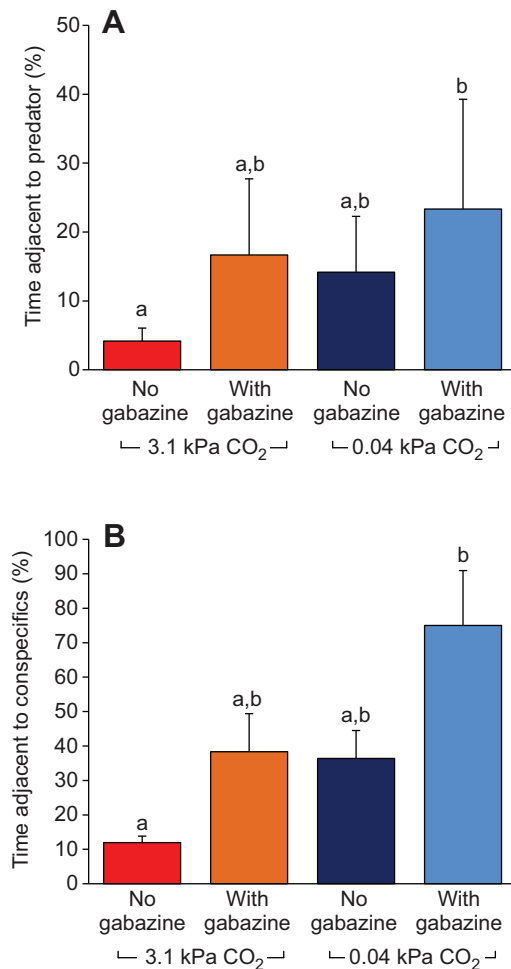 A
50
40
30
20
10
0
Time adjacent to predator (%)
a
a,b
a,b
b
No gabazine
With gabazine
No gabazine
With gabazine
3.1 kPa CO₂
0.04 kPa CO₂
B
100
90
80
70
60
50
40
30
20
10
0
Time adjacent to conspecifics (%)
a
a,b
a,b
b
No gabazine
With gabazine
No gabazine
With gabazine
3.1 kPa CO₂
0.04 kPa CO₂